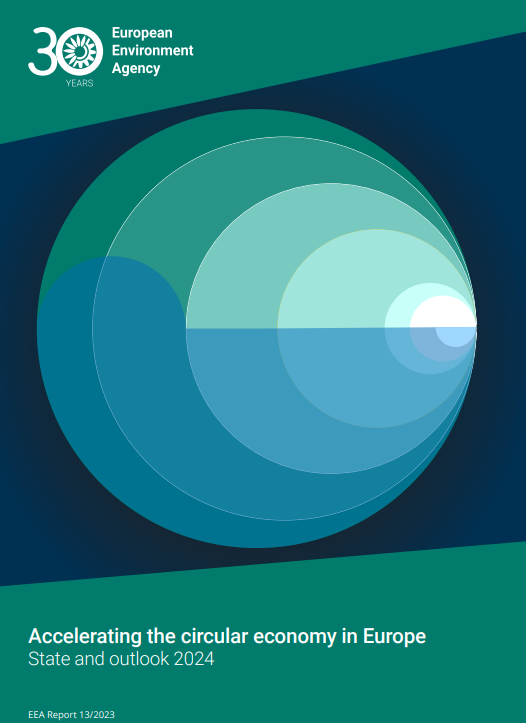 30
YEARS
European
Environment
Agency
Accelerating the circular economy in Europe
State and outlook 2024
EEA Report 13/2023